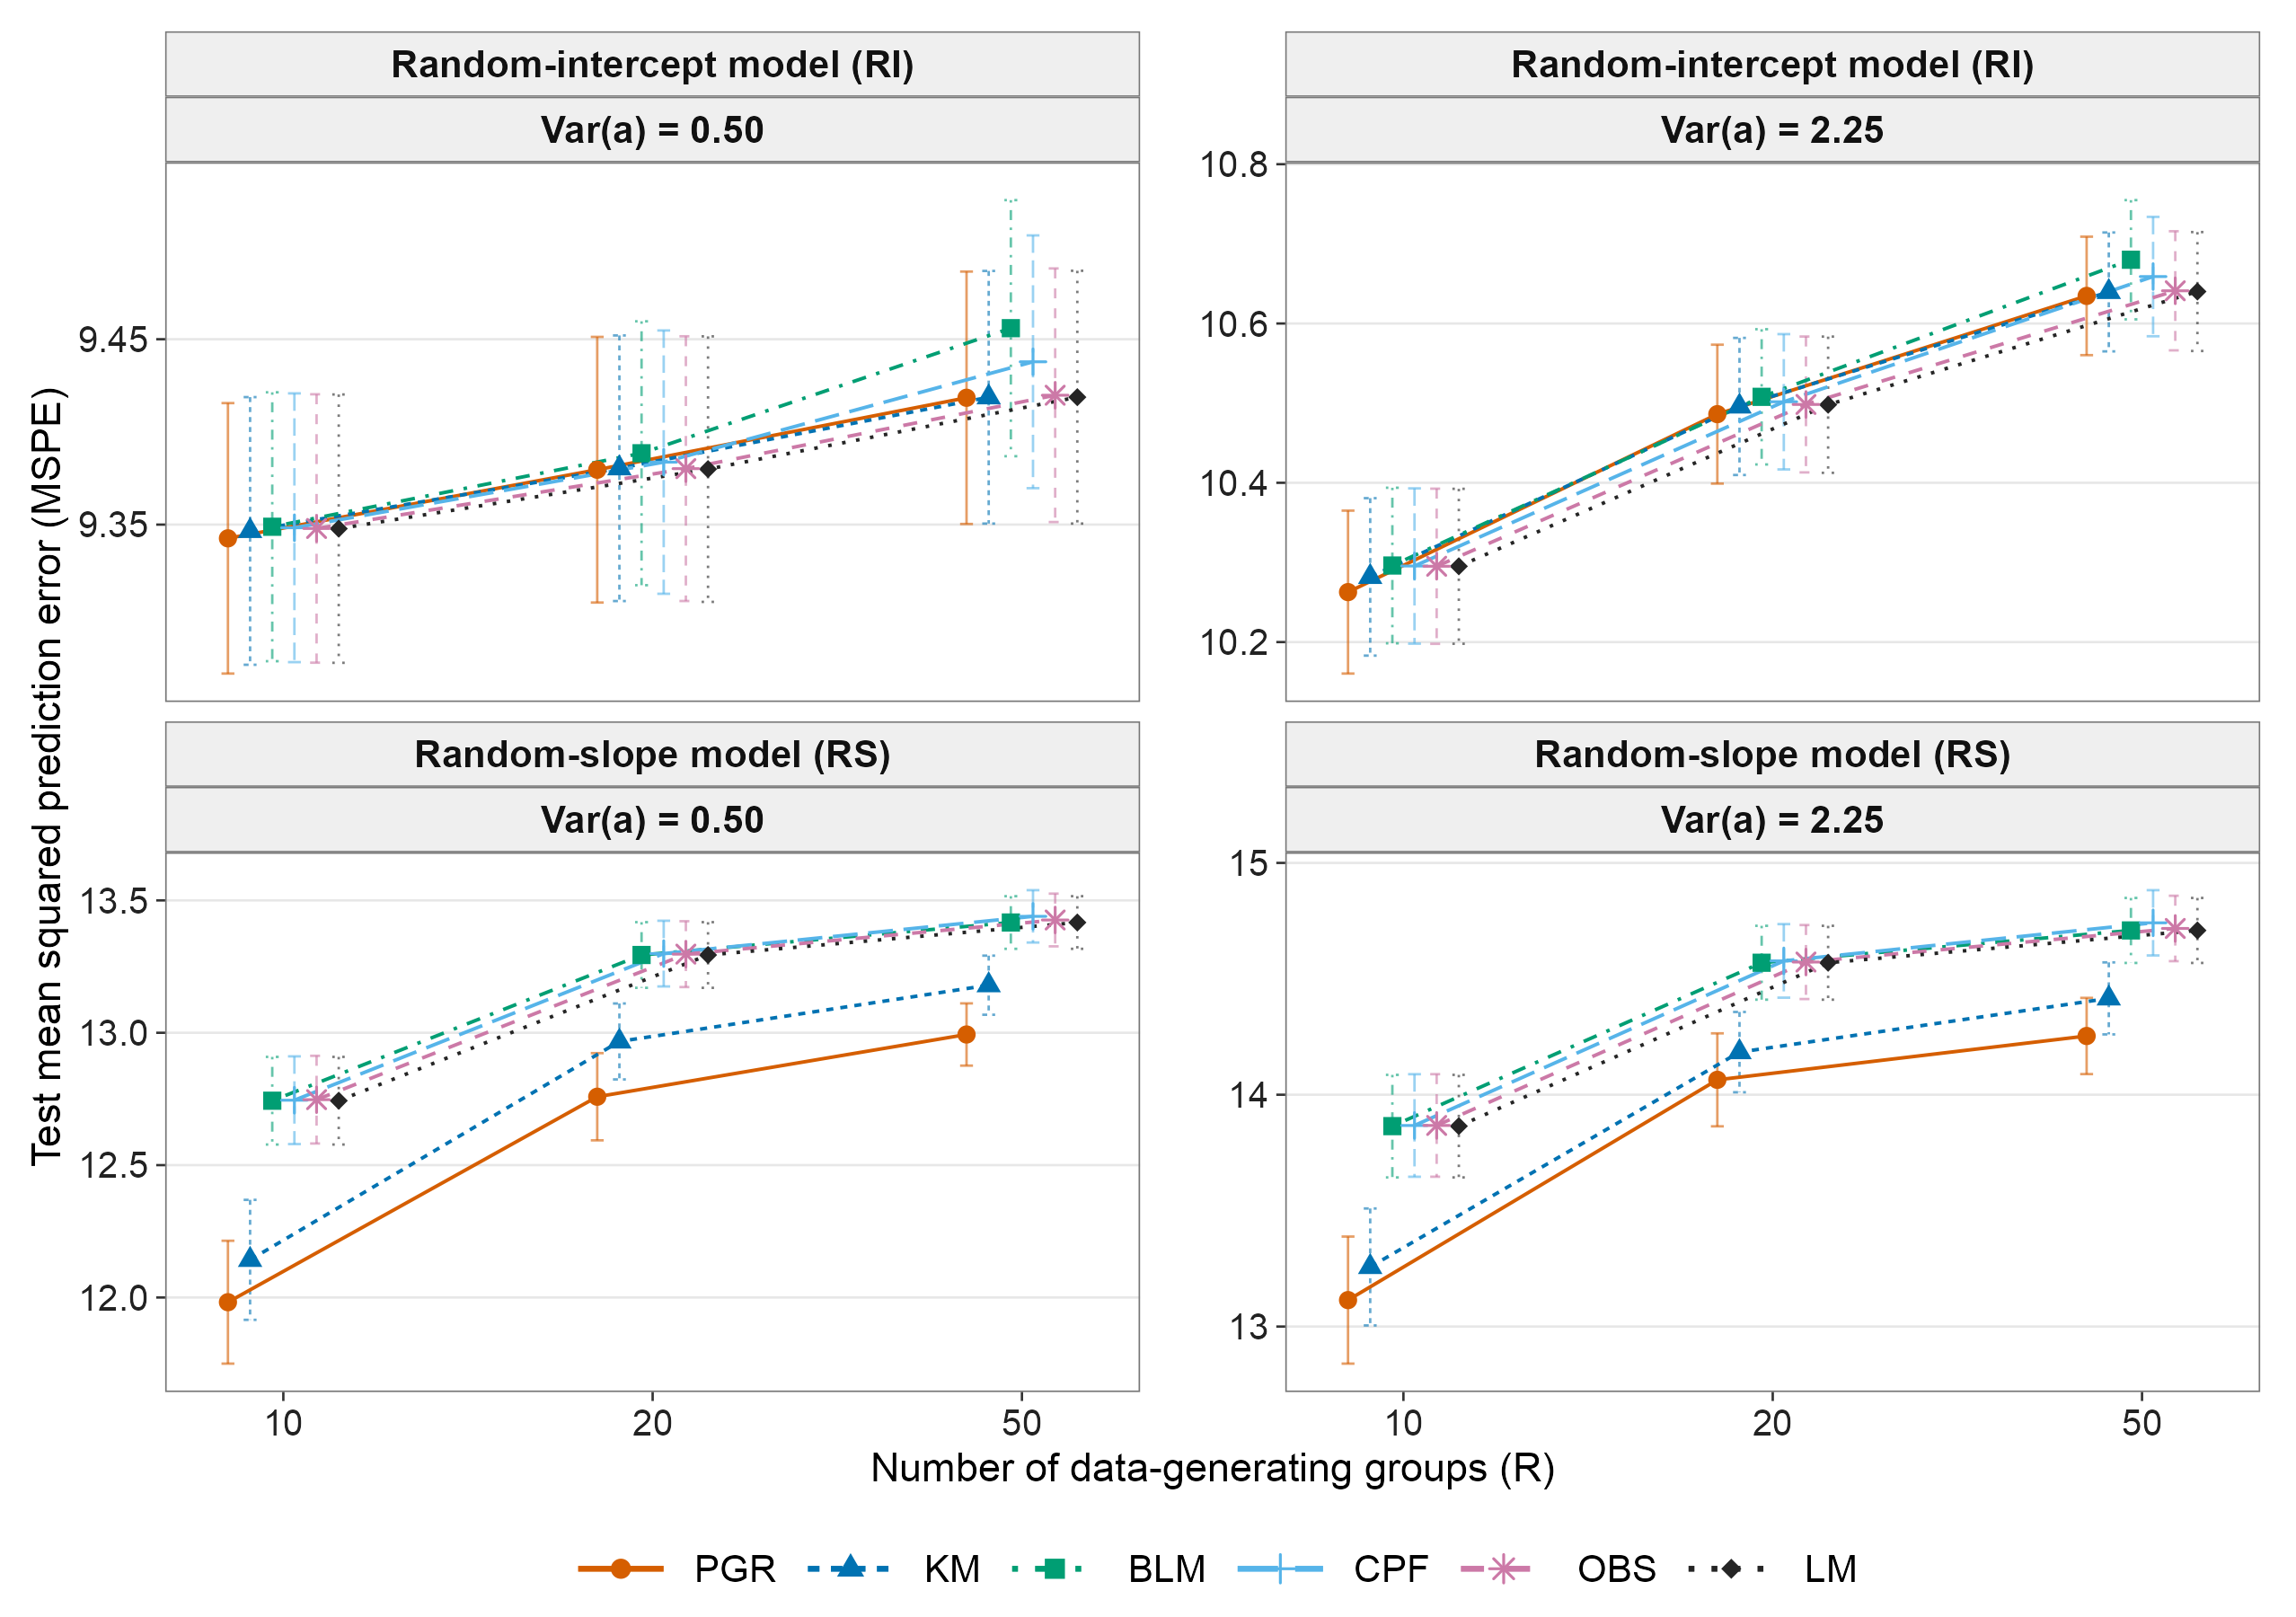 Random-intercept model (RI)
Var(a) = 0.50
Random-intercept model (RI)
Var(a) = 2.25
9.45
9.35
10.8
10.6
10.4
10.2
Test mean squared prediction error (MSPE)
Random-slope model (RS)
Var(a) = 0.50
Random-slope model (RS)
Var(a) = 2.25
13.5
13.0
12.5
12.0
15
14
13
10 20 50
10 20 50
Number of data-generating groups (R)
PGR KM BLM CPF OBS LM